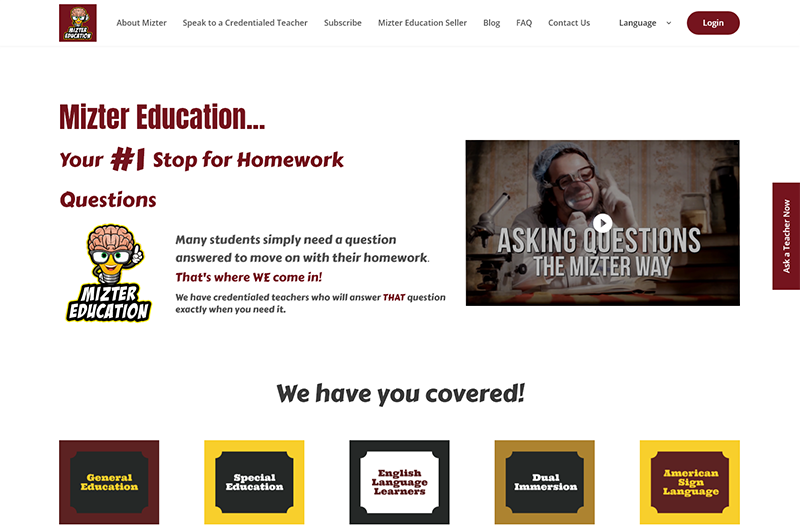 MIZTER
EDUCATION
About Mizter
Speak to a Credentialed Teacher
Subscribe
Mizter Education Seller
Blog
FAQ
Contact Us
Language
Login
Mizter Education...
Your #1 Stop for Homework
Questions
MIZTER
EDUCATION
Many students simply need a question
answered to move on with their homework.
That's where WE come in!
We have credentialed teachers who will answer THAT question
exactly when you need it.
ASKING QUESTIONS
THE MIZTER WAY
Ask a Teacher Now
We have you covered!
General
Education
Special
Education
English
Language
Learners
Dual
Immersion
American
Sign
Language